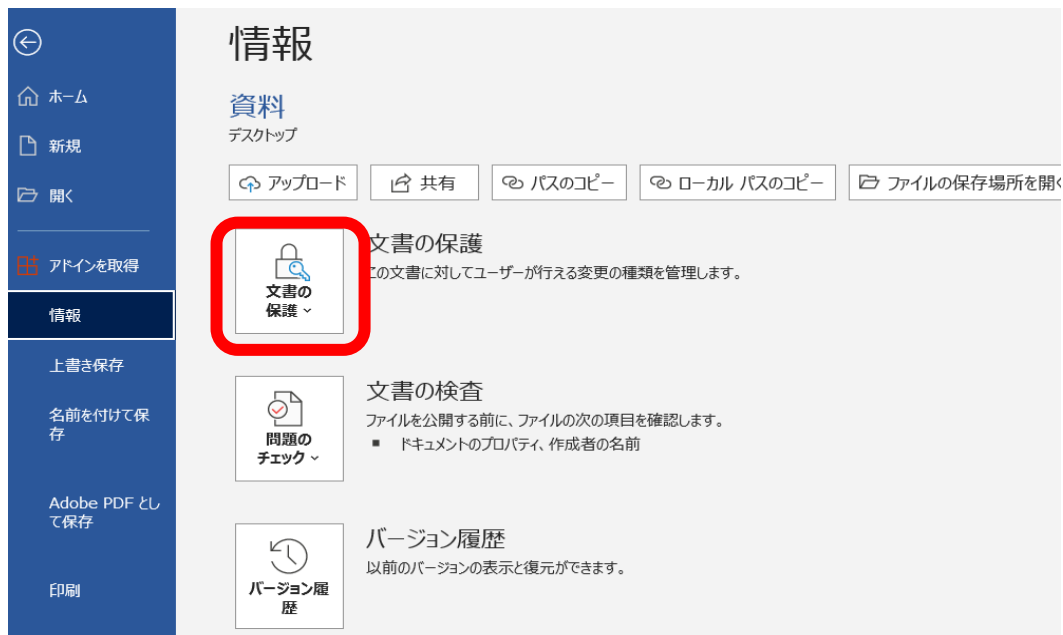 情報
資料
デスクトップ
ホーム
新規
開く
アドインを取得
情報
上書き保存
名前を付けて保
存
Adobe PDF とし
て保存
印刷
アップロード
共有
パスのコピー
ローカル パスのコピー
ファイルの保存場所を開く
文書の
保護
文書の保護
この文書に対してユーザーが行える変更の種類を管理します。
問題の
チェック
文書の検査
ファイルを公開する前に、ファイルの次の項目を確認します。
■ ドキュメントのプロパティ、作成者の名前
バージョン履
歴
バージョン履歴
以前のバージョンの表示と復元ができます。